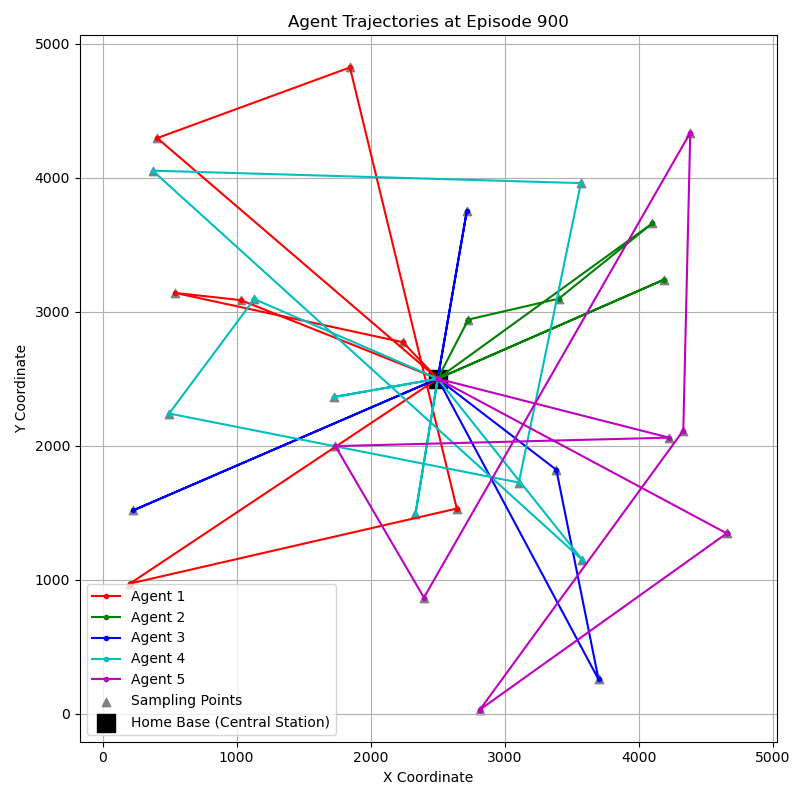 Agent Trajectories at Episode 900
5000
4000
3000
2000
1000
0
Y Coordinate
Agent 1
Agent 2
Agent 3
Agent 4
Agent 5
Sampling Points
Home Base (Central Station)
0 1000 2000 3000 4000 5000
X Coordinate